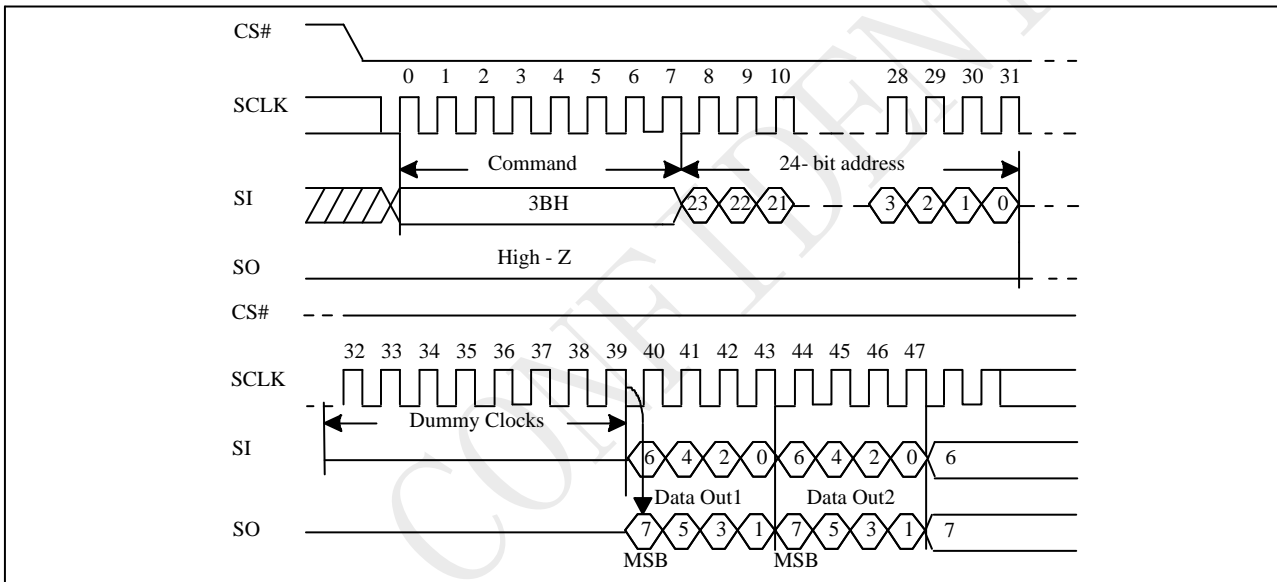 CS#
0 1 2 3 4 5 6 7 8 9 10 28 29 30 31
SCLK
Command 24- bit address
SI 3BH 23 22 21 3 2 1 0
High - Z
SO
CS#
32 33 34 35 36 37 38 39 40 41 42 43 44 45 46 47
SCLK
Dummy Clocks
SI 6 4 2 0 6 4 2 0 6
Data Out1 Data Out2
SO 7 5 3 1 7 5 3 1 7
MSB MSB
CONFIDENT